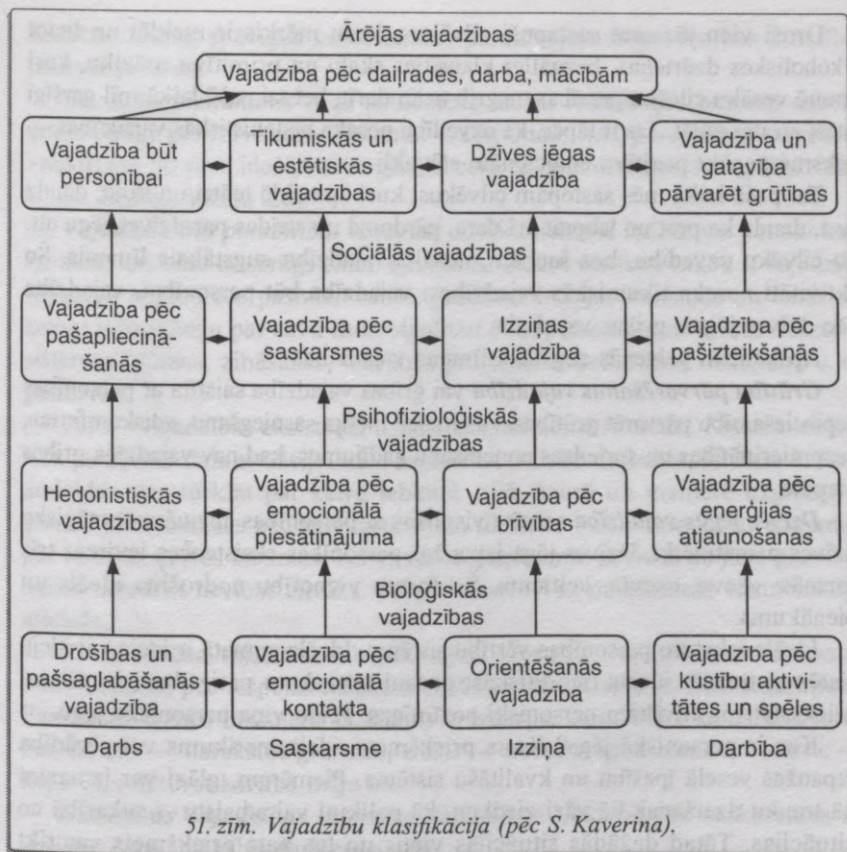 Ārējās vajadzības
Vajadzība pēc daiļrades, darba, mācībām
Vajadzība būt
personībai
Tikumiskās un
estētiskās
vajadzības
Dzīves jēgas
vajadzība
Vajadzība un
gatavība
pārvarēt grūtības
Sociālās vajadzības
Vajadzība pēc
pašapliecinā-
šanās
Vajadzība pēc
saskarsmes
Izziņas
vajadzība
Vajadzība pēc
pašizteikšanās
Psihofizioloģiskās
vajadzības
Hedonistiskās
vajadzības
Vajadzība pēc
emocionālā
piesātinājuma
Vajadzība pēc
brīvības
Vajadzība pēc
enerģijas
atjaunošanas
Bioloģiskās
vajadzības
Drošības un
pašsaglabāšanās
vajadzība
Vajadzība pēc
emocionālā
kontakta
Orientēšanās
vajadzība
Vajadzība pēc
kustību aktivi-
tātes un spēles
Darbs
Saskarsme
Izziņa
Darbība
51. zīm. Vajadzību klasifikācija (pēc S. Kaverina).